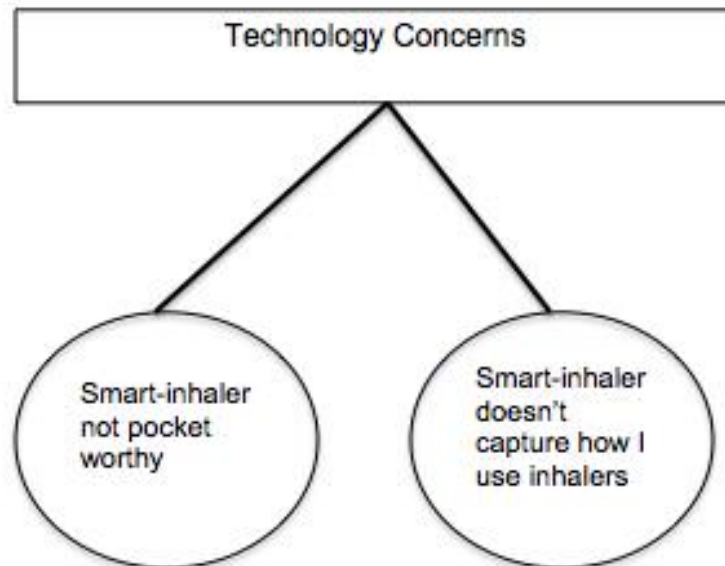 Technology Concerns
Smart-inhaler
not pocket
worthy
Smart-inhaler
doesn't
capture how I
use inhalers